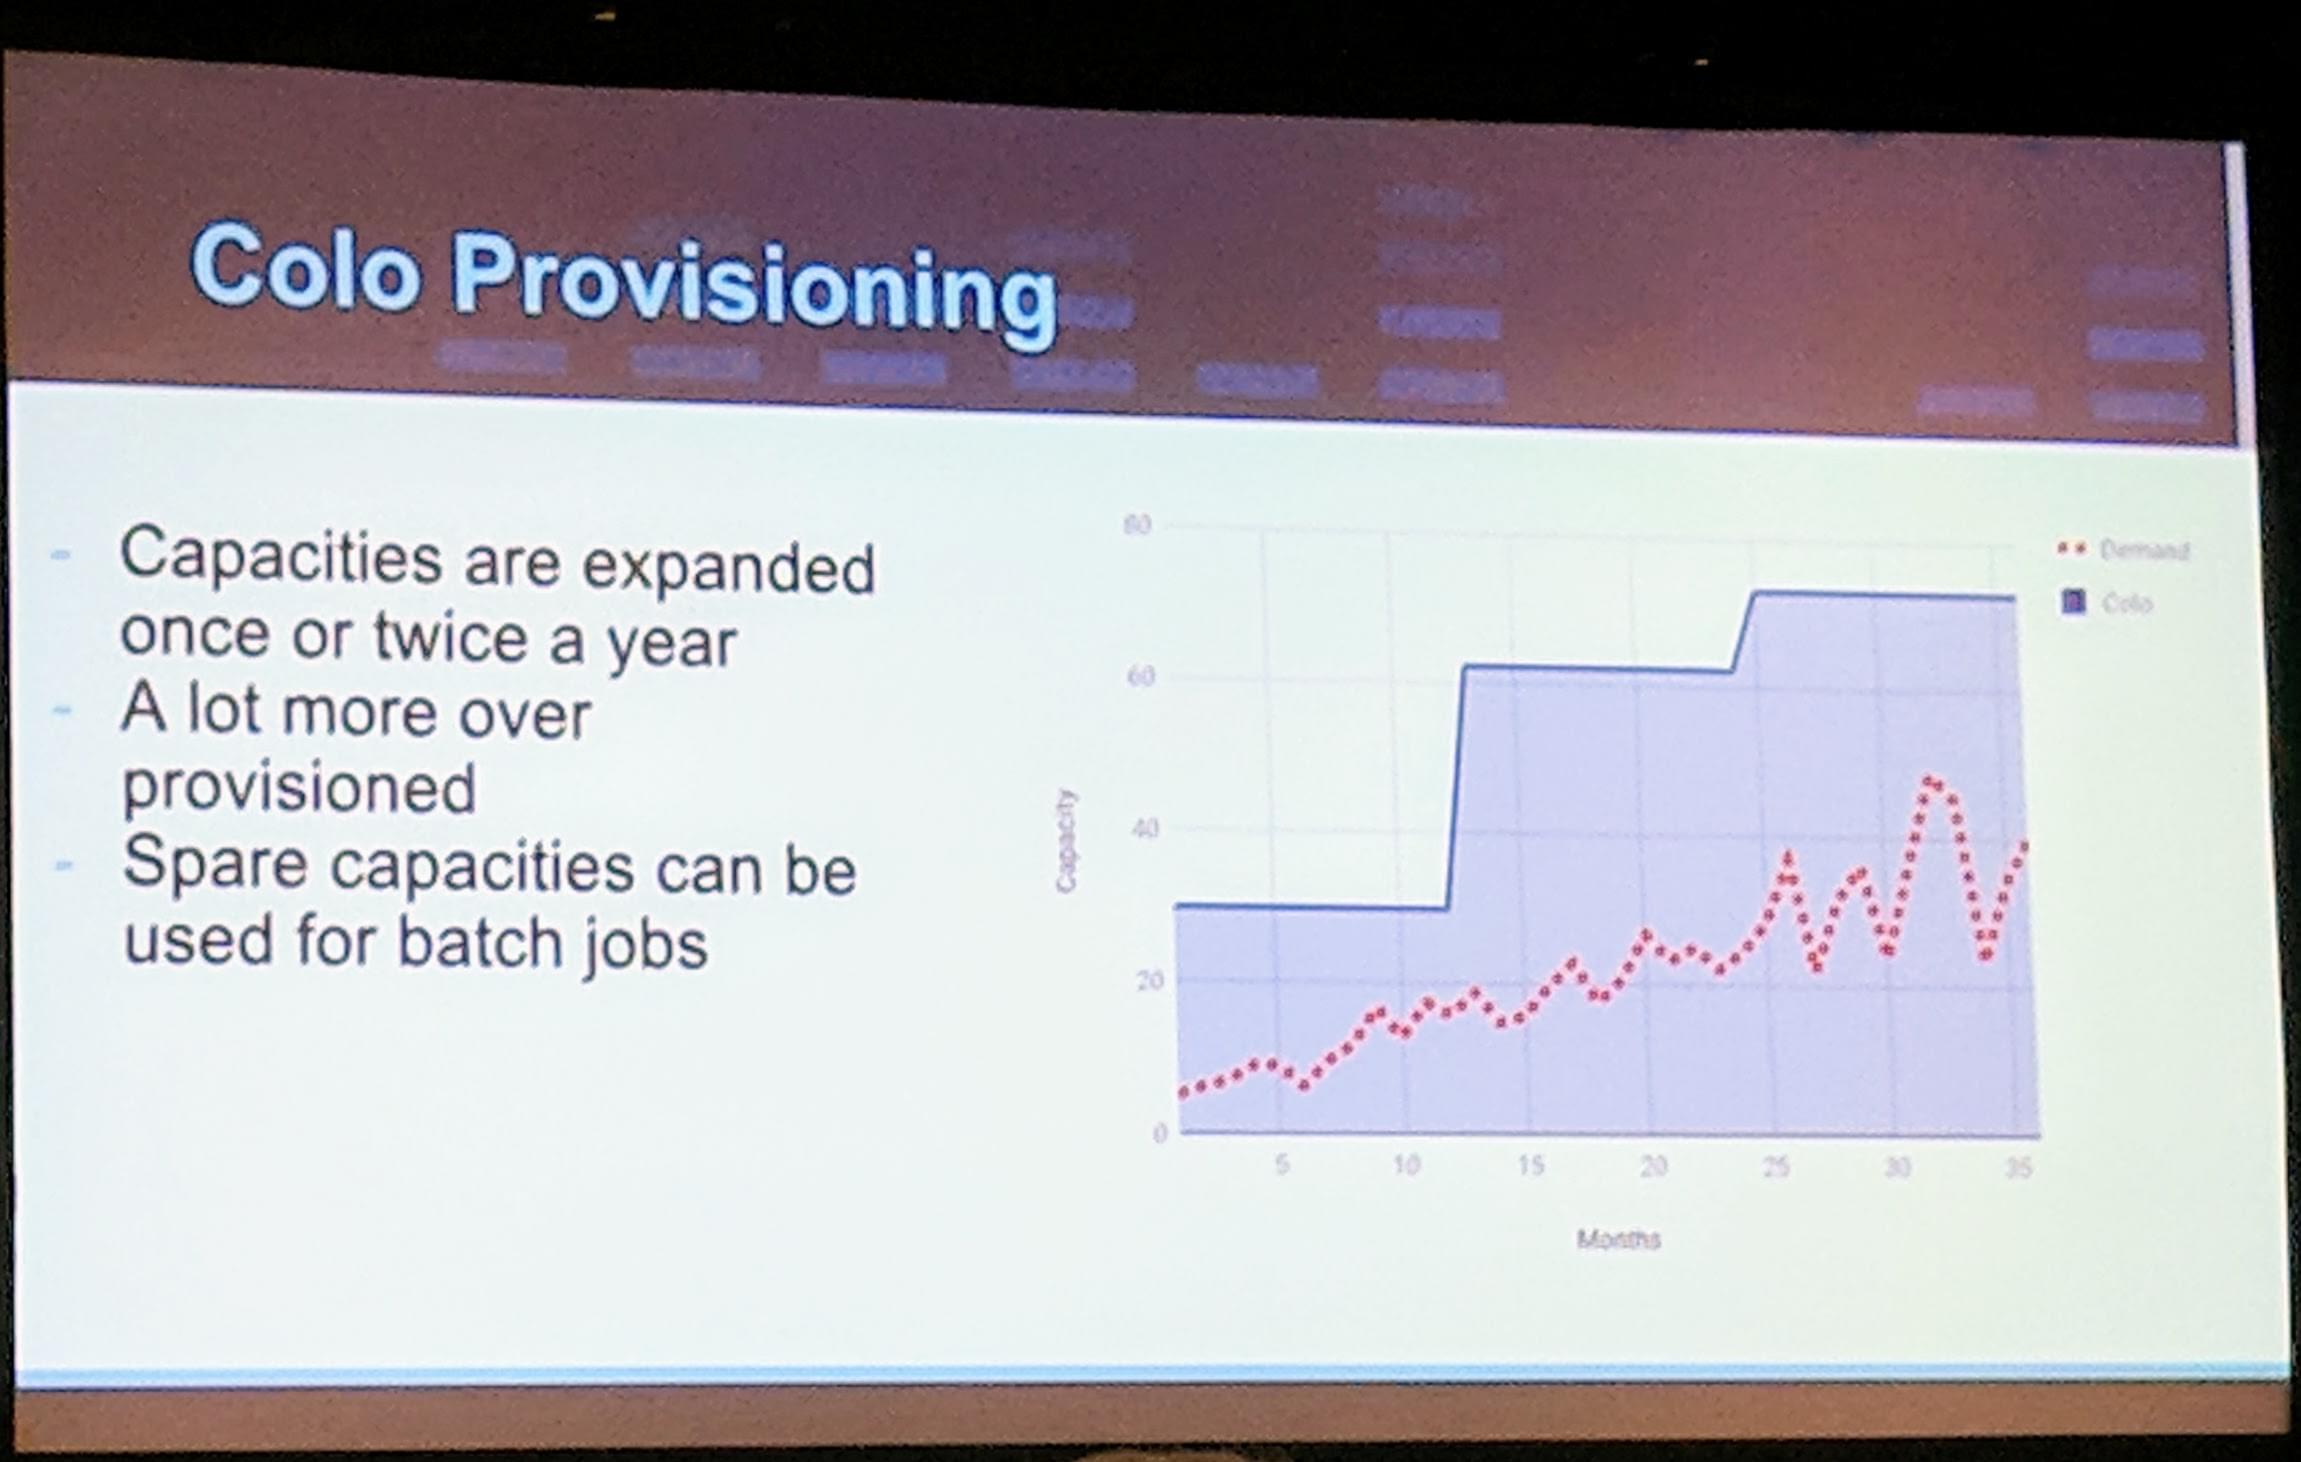 Colo Provisioning
- Capacities are expanded
once or twice a year
- A lot more over
provisioned
- Spare capacities can be
used for batch jobs
80
60
40
20
0
Capacity
5 10 15 20 25 30 35
Months
Demand
Colo